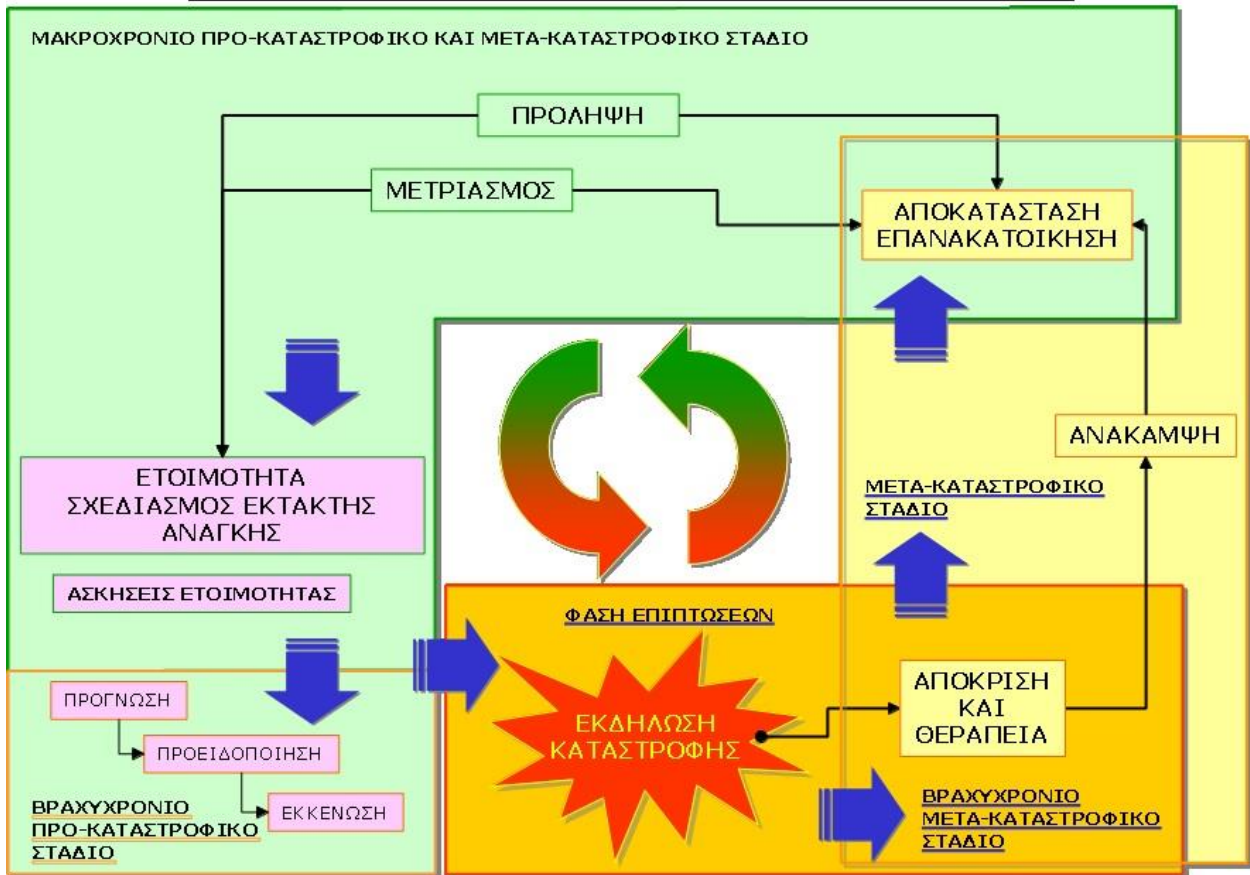 ΜΑΚΡΟΧΡΟΝΙΟ ΠΡΟ-ΚΑΤΑΣΤΡΟΦΙΚΟ ΚΑΙ ΜΕΤΑ-ΚΑΤΑΣΤΡΟΦΙΚΟ ΣΤΑΔΙΟ
ΠΡΟΛΗΨΗ
ΜΕΤΡΙΑΣΜΟΣ
ΑΠΟΚΑΤΑΣΤΑΣΗ
ΕΠΑΝΑΚΑΤΟΙΚΗΣΗ
ΑΝΑΚΑΜΨΗ
ΕΤΟΙΜΟΤΗΤΑ
ΣΧΕΔΙΑΣΜΟΣ ΕΚΤΑΚΤΗΣ
ΑΝΑΓΚΗΣ
ΜΕΤΑ-ΚΑΤΑΣΤΡΟΦΙΚΟ
ΣΤΑΔΙΟ
ΑΣΚΗΣΕΙΣ ΕΤΟΙΜΟΤΗΤΑΣ
ΦΑΣΗ ΕΠΙΠΤΩΣΕΩΝ
ΠΡΟΓΝΩΣΗ
ΠΡΟΕΙΔΟΠΟΙΗΣΗ
ΕΚΚΕΝΩΣΗ
ΒΡΑΧΥΧΡΟΝΙΟ
ΠΡΟ-ΚΑΤΑΣΤΡΟΦΙΚΟ
ΣΤΑΔΙΟ
ΕΚΔΗΛΩΣΗ
ΚΑΤΑΣΤΡΟΦΗΣ
ΑΠΟΚΡΙΣΗ
ΚΑΙ
ΘΕΡΑΠΕΙΑ
ΒΡΑΧΥΧΡΟΝΙΟ
ΜΕΤΑ-ΚΑΤΑΣΤΡΟΦΙΚΟ
ΣΤΑΔΙΟ